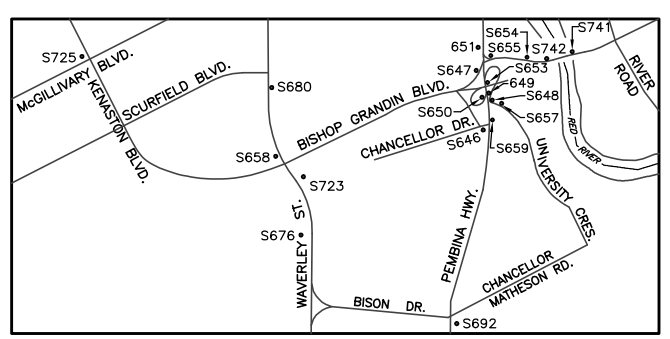 S741
S654
651
S655
S742
S725
McGILLIVARY BLVD.
S647
S653
RIVER
ROAD
SCURFIELD BLVD.
S680
649
KENASTON BLVD.
BISHOP GRANDIN BLVD.
S650
S648
S657
CHANCELLOR DR.
S646
S659
RED RIVER
S658
S723
UNIVERSITY CRES.
PEMBINA HWY.
S676
WAVERLEY ST.
CHANCELLOR
MATHESON RD.
BISON DR.
S692